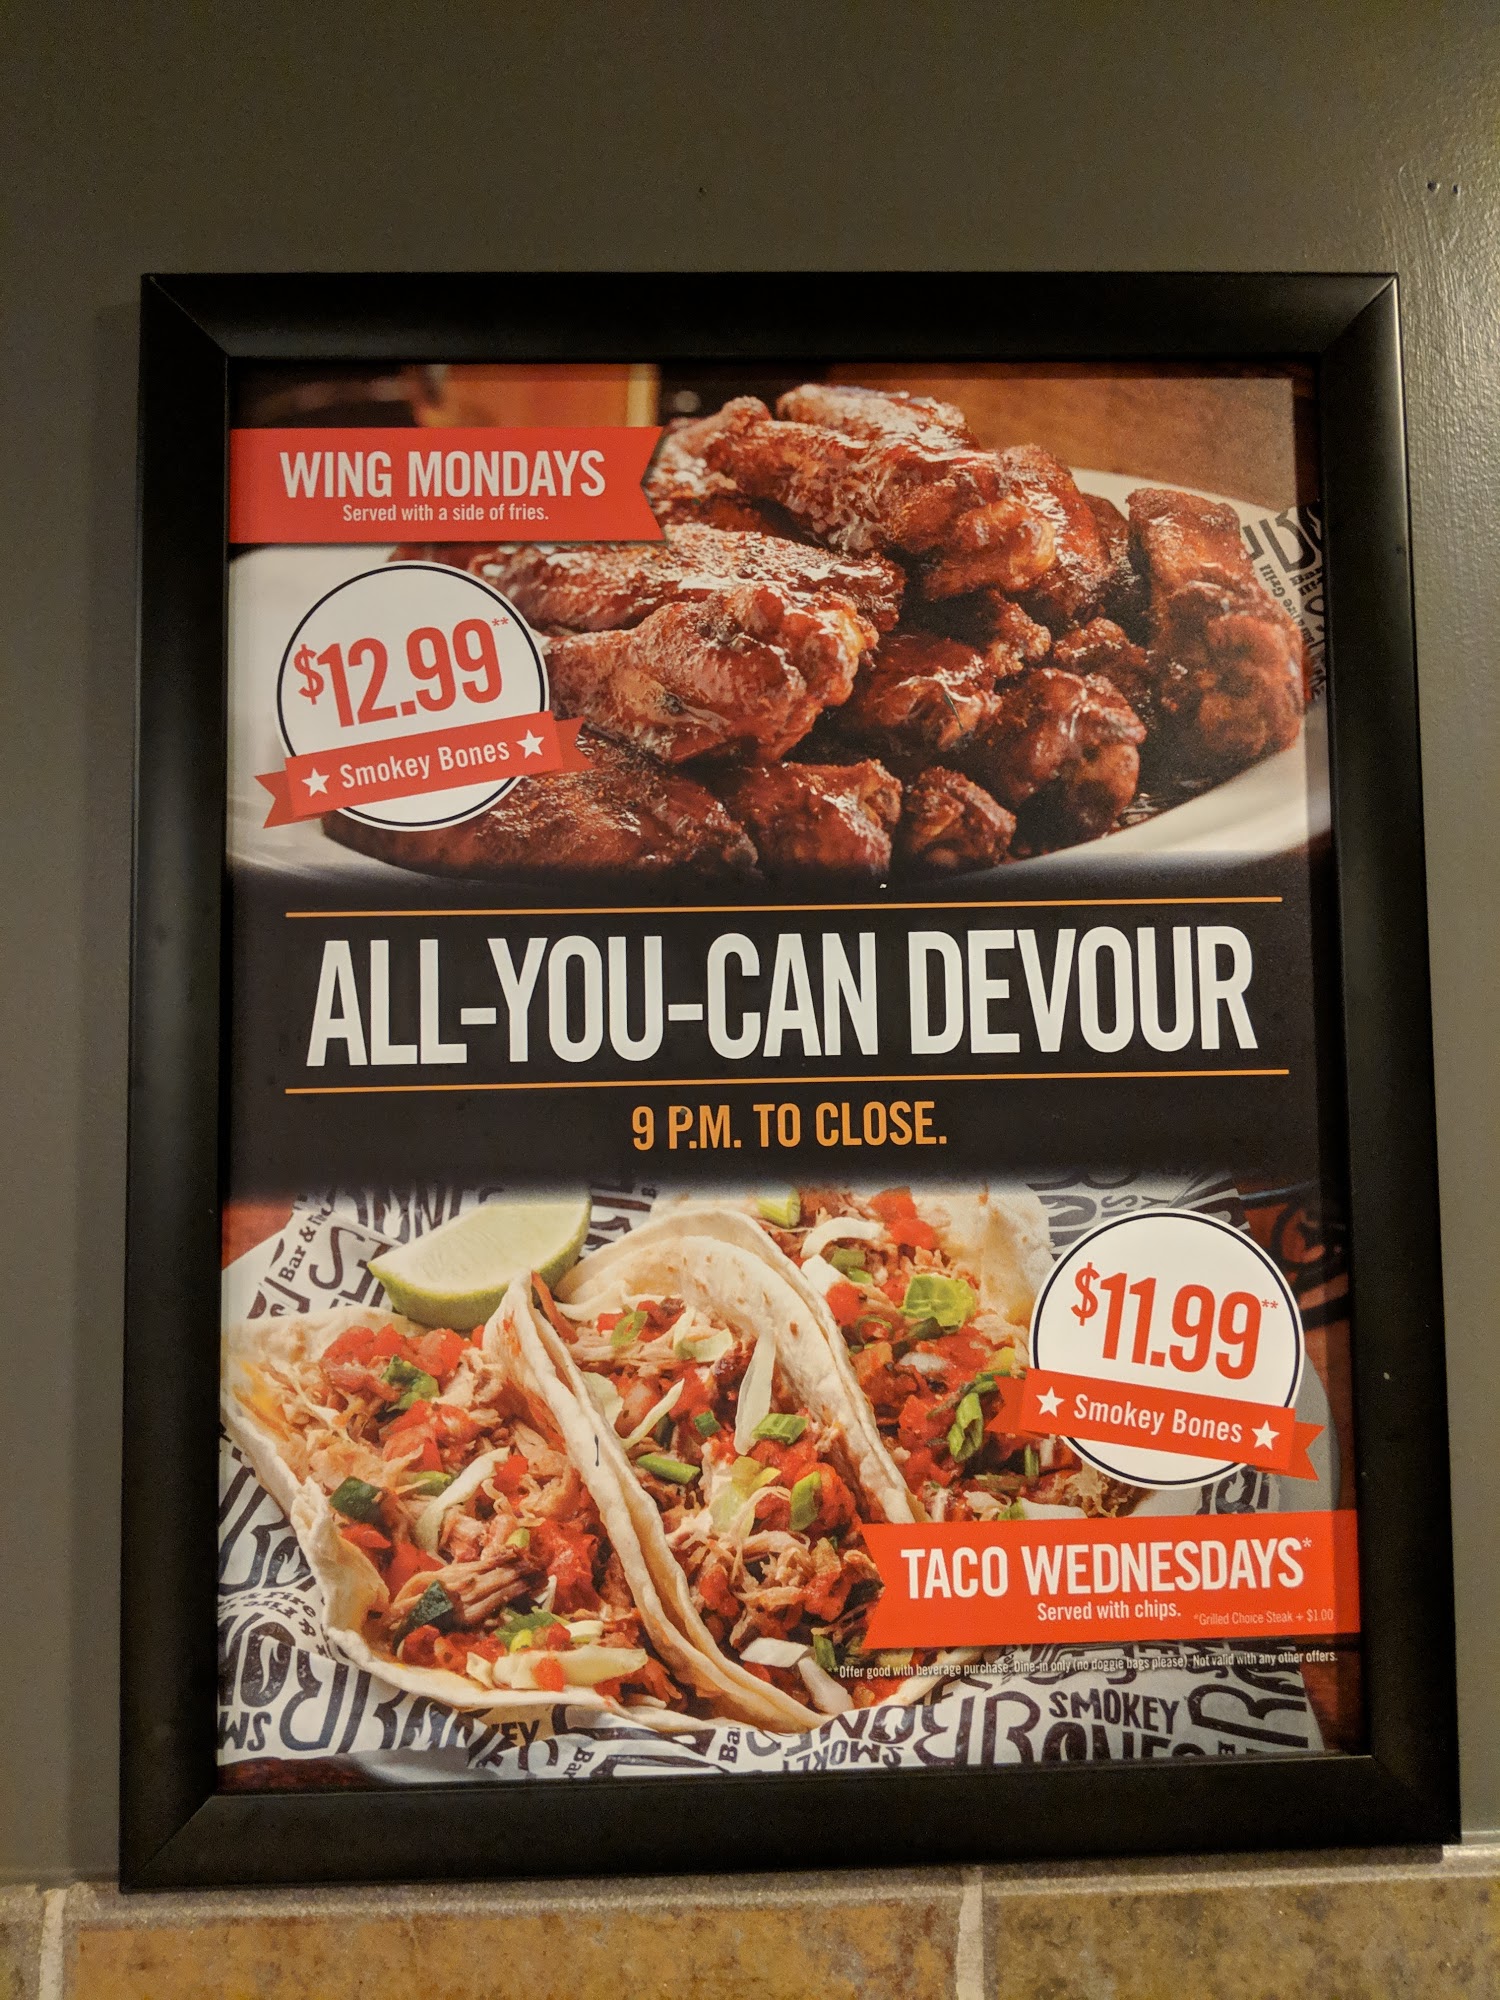 WING MONDAYS
Served with a side of fries.
$12.99**
Smokey Bones
ALL-YOU-CAN DEVOUR
9 P.M. TO CLOSE.
$11.99**
Smokey Bones
TACO WEDNESDAYS*
Served with chips. *Grilled Choice Steak + $1.00
**Offer good with beverage purchase. Dine-in only (no doggie bags please). Not valid with any other offers.
SMOKEY
BONES